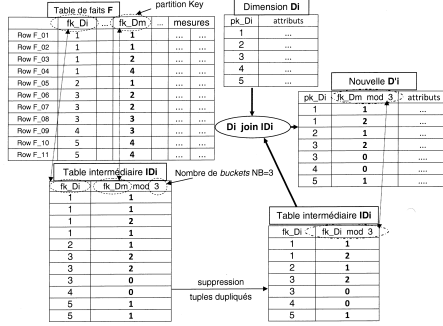 Table de faits F
partition Key
fk_Di ... fk_Dm ... mesures
Row F_01 1 1 ... ...
Row F_02 1 1 ... ...
Row F_03 1 2 ... ...
Row F_04 1 4 ... ...
Row F_05 2 1 ... ...
Row F_06 3 2 ... ...
Row F_07 3 2 ... ...
Row F_08 3 3 ... ...
Row F_09 4 3 ... ...
Row F_10 5 4 ... ...
Row F_11 5 4 ... ...
Dimension Di
pk_Di attributs
1 ...
2 ...
3 ...
4 ...
5 ...
Di join IDi
Nouvelle D'i
pk_Di fk_Dm mod 3 attributs
1 1 ...
1 2 ...
2 1 ...
3 2 ...
3 0 ....
4 0 ....
5 1 ....
Table intermédiaire IDi
Nombre de buckets NB=3
fk_Di fk_Dm mod 3
1 1
1 1
1 2
1 1
2 1
3 2
3 2
3 0
4 0
5 1
5 1
suppression
tuples dupliqués
Table intermédiaire IDi
fk_Di fk_Di mod 3
1 1
1 2
2 1
3 2
3 0
4 0
5 1